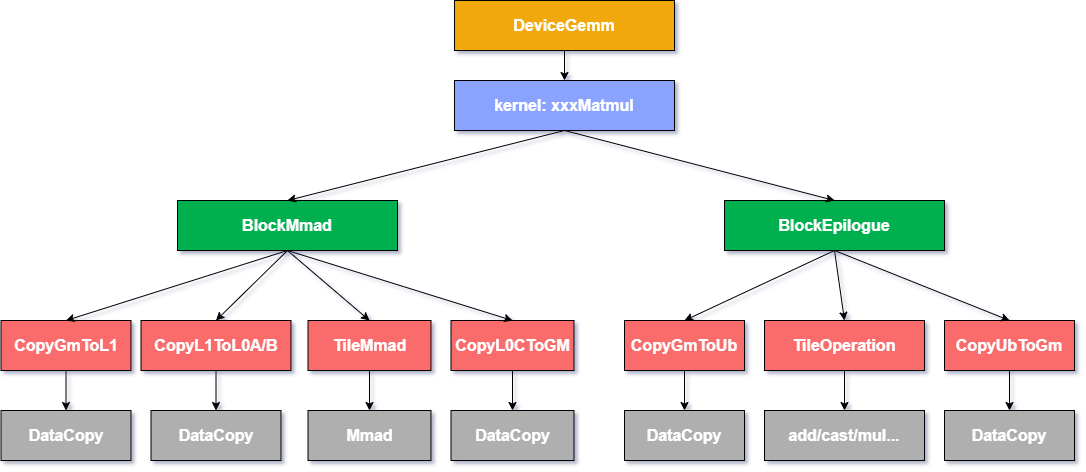 DeviceGemm
kernel: xxxMatmul
BlockMmad
BlockEpilogue
CopyGmToL1
CopyL1ToL0A/B
TileMmad
CopyL0CToGM
CopyGmToUb
TileOperation
CopyUbToGm
DataCopy
DataCopy
Mmad
DataCopy
DataCopy
add/cast/mul...
DataCopy